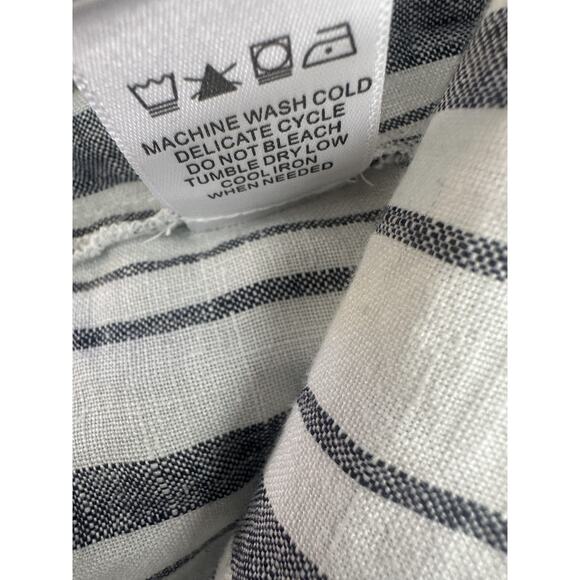 MACHINE WASH COLD
DELICATE CYCLE
DO NOT BLEACH
TUMBLE DRY LOW
COOL IRON
WHEN NEEDED